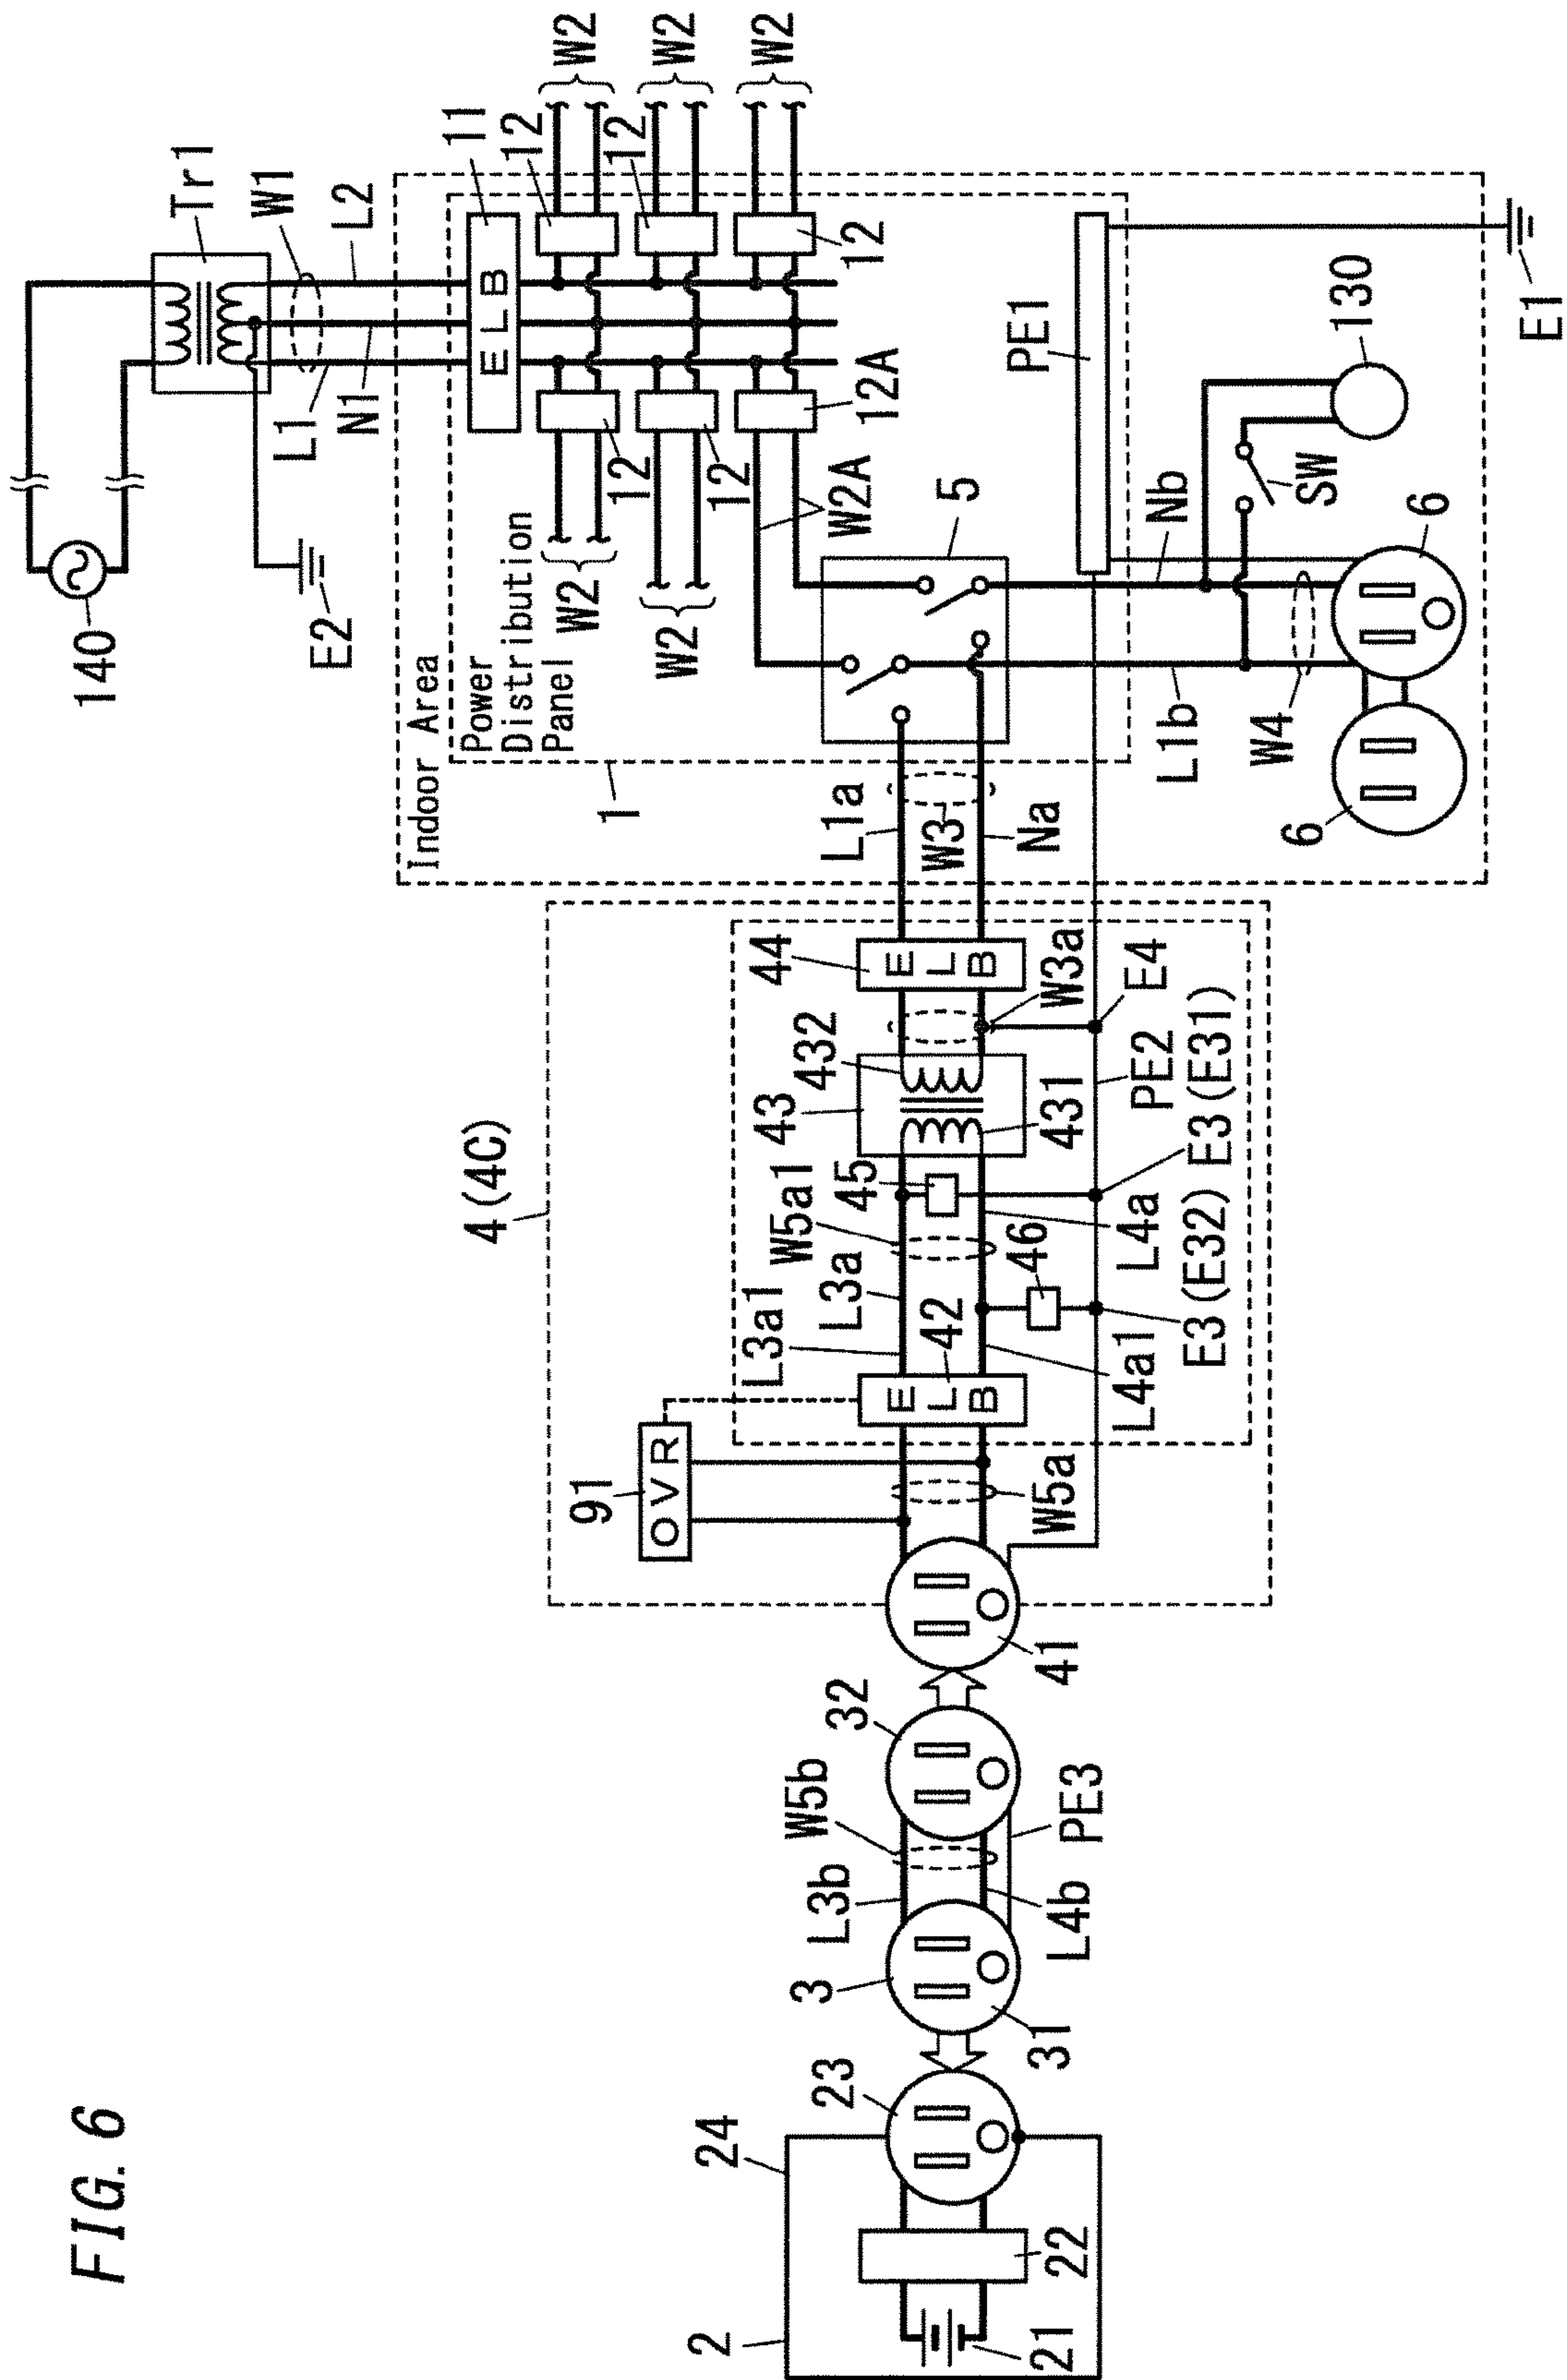 FIG. 6
2
24
21
22
23
3
31
L3b
W5b
L4b
PE3
32
41
4(4C)
91
OVR
W5a
ELB
42
L3a1
L3a
W5a1
45
L4a1
46
L4a
E3(E32)
E3(E31)
43
431
432
PE2
44
ELB
W3a
E4
140
E2
Tr1
W1
L1
N1
L2
Indoor Area
Power
Distribution
Panel
1
11
ELB
12
12
12
12
12
12A
W2
W2
W2
W2
W2
W2A
5
L1a
W3
Na
PE1
E1
130
SW
Nb
L1b
W4
6
6